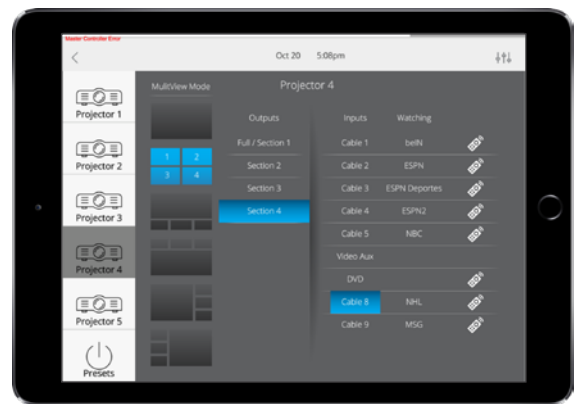 Master Controller Error
Oct 20 5:08pm
Projector 1
Projector 2
Projector 3
Projector 4
Projector 5
Presets
MultiView Mode
1 2
3 4
Projector 4
Outputs
Full / Section 1
Section 2
Section 3
Section 4
Inputs Watching
Cable 1 beIN
Cable 2 ESPN
Cable 3 ESPN Deportes
Cable 4 ESPN2
Cable 5 NBC
Video Aux
DVD
Cable 8 NHL
Cable 9 MSG